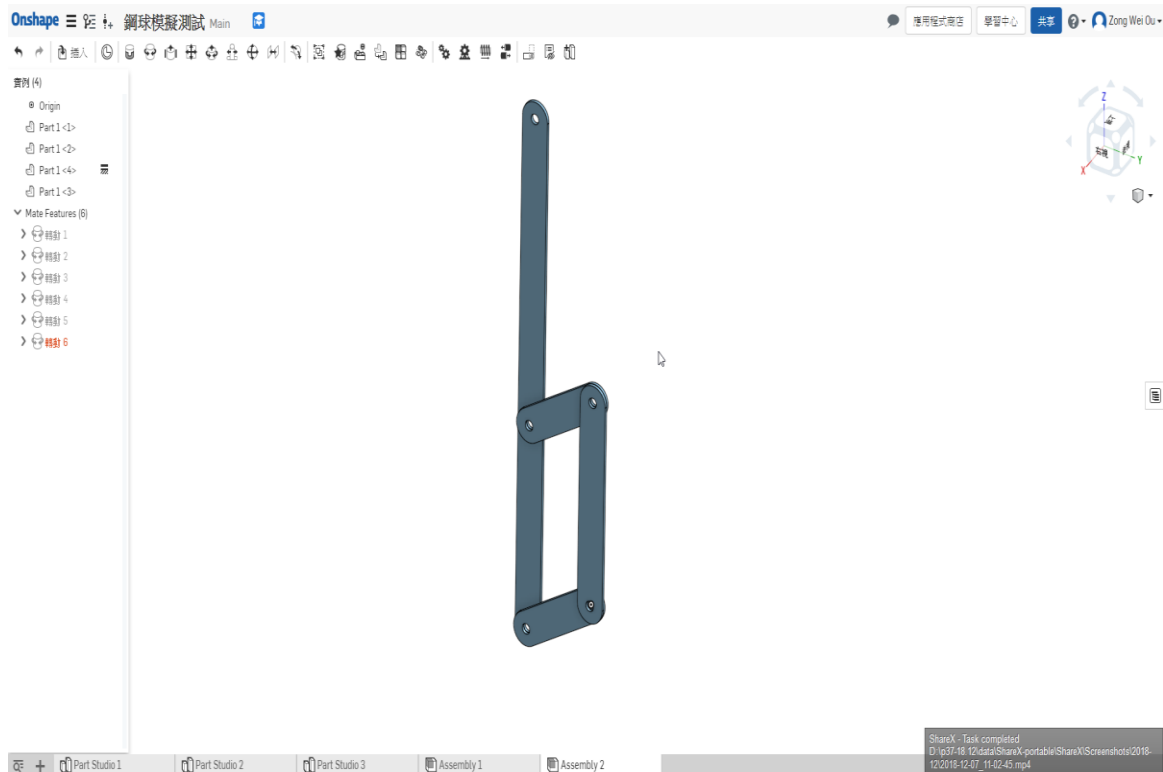 Onshape 鋼球模擬測試 Main
應用程式商店 學習中心 共享 Zong Wei Ou
插入
實例 (4)
Origin
Part 1 <1>
Part 1 <2>
Part 1 <4>
Part 1 <3>
Mate Features (6)
轉動 1
轉動 2
轉動 3
轉動 4
轉動 5
轉動 6
Z
Y
X
ShareX - Task completed
D:\p37-18.12\data\ShareX-portable\ShareX\Screenshots\2018-
12\2018-12-07_11-02-45.mp4
Part Studio 1 Part Studio 2 Part Studio 3 Assembly 1 Assembly 2